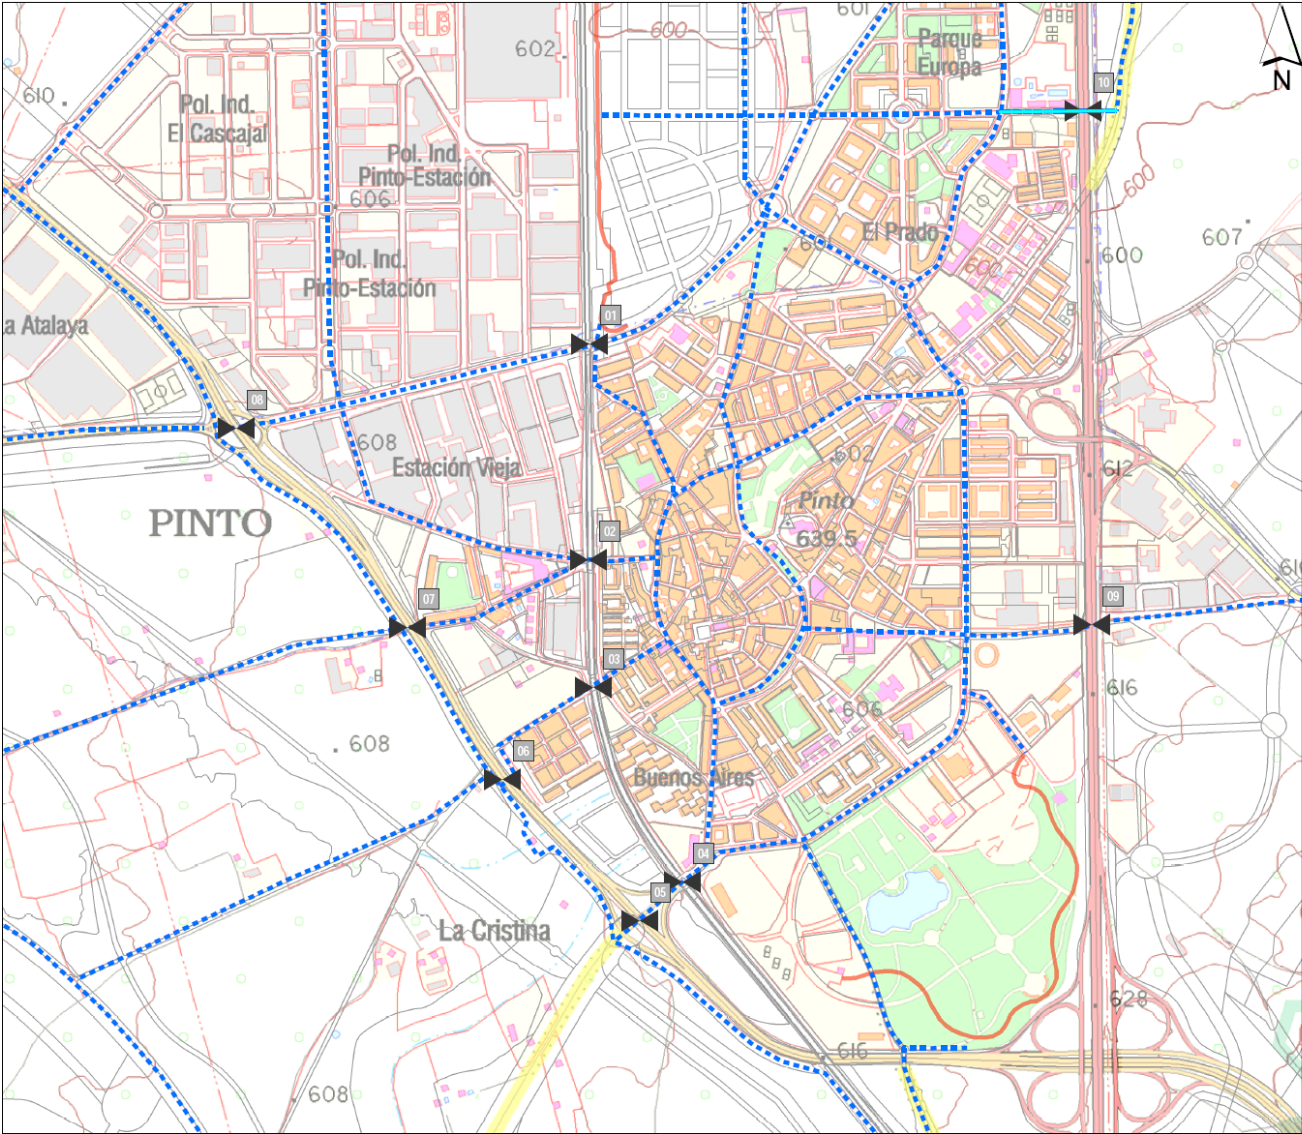 601
600
Parque
Europa
602
10
N
610
Pol. Ind.
El Cascajal
Pol. Ind.
Pinto-Estación
606
600
El Prado
607
601
600
600
Pol. Ind.
Pinto-Estación
01
a Atalaya
08
608
Estación Vieja
602
612
Pinto
639.5
PINTO
02
07
09
03
616
606
608
06
Buenos Aires
04
05
La Cristina
628
616
608